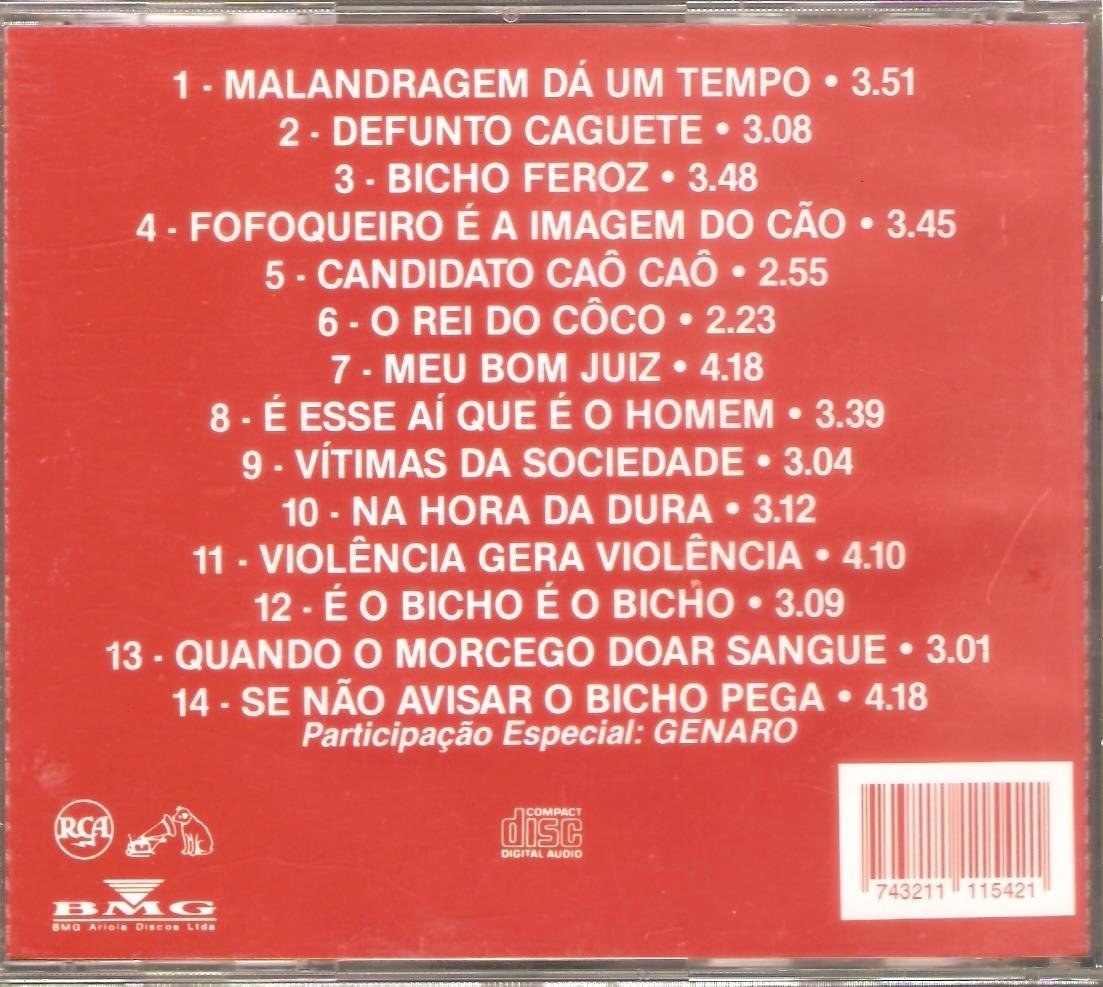 1 - MALANDRAGEM DÁ UM TEMPO • 3.51
2 - DEFUNTO CAGUETE • 3.08
3 - BICHO FEROZ • 3.48
4 - FOFOQUEIRO É A IMAGEM DO CÃO • 3.45
5 - CANDIDATO CAÔ CAÔ • 2.55
6 - O REI DO CÔCO • 2.23
7 - MEU BOM JUIZ • 4.18
8 - É ESSE AÍ QUE É O HOMEM • 3.39
9 - VÍTIMAS DA SOCIEDADE • 3.04
10 - NA HORA DA DURA • 3.12
11 - VIOLÊNCIA GERA VIOLÊNCIA • 4.10
12 - É O BICHO É O BICHO • 3.09
13 - QUANDO O MORCEGO DOAR SANGUE • 3.01
14 - SE NÃO AVISAR O BICHO PEGA • 4.18
Participação Especial: GENARO
RCA
COMPACT
disc
DIGITAL AUDIO
BMG
BMG Ariola Discos Ltda
743211 115421